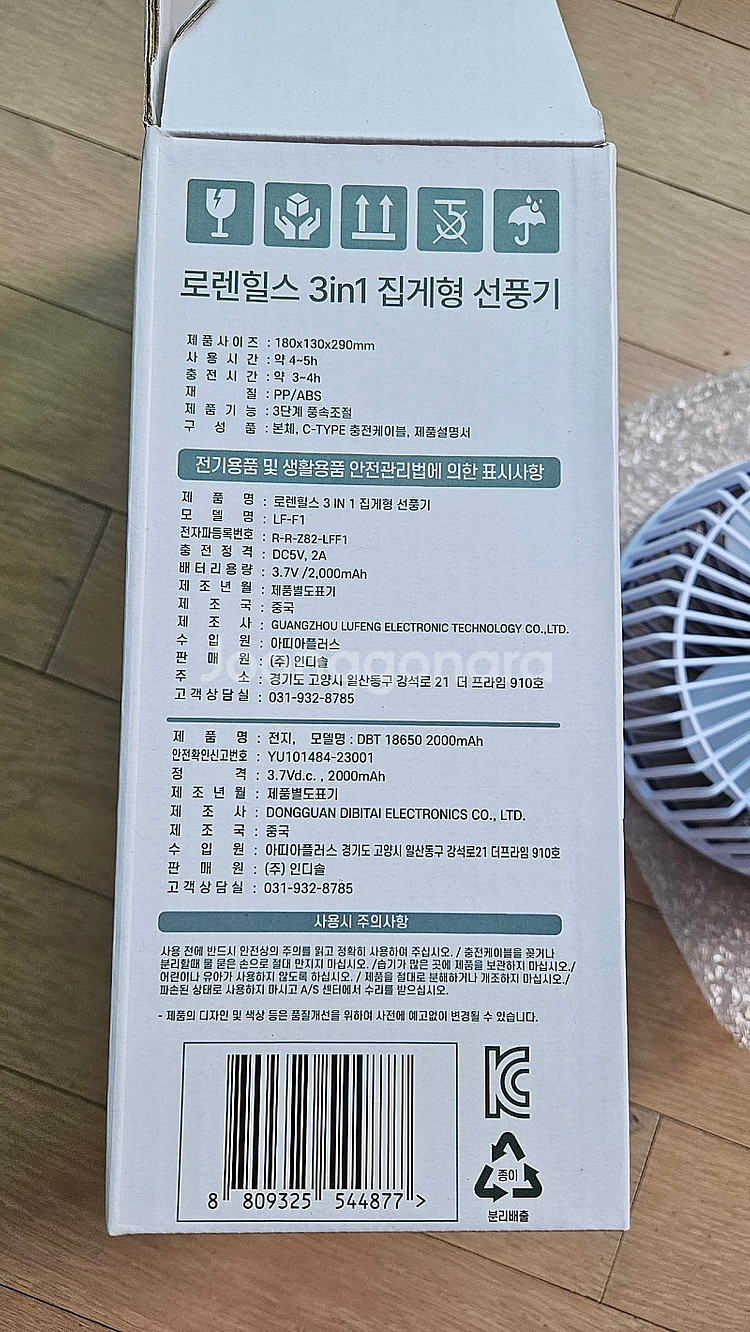 로렌힐스 3in1 집게형 선풍기
제품사이즈 : 180x130x290mm
사용시간 : 약 4~5h
충전시간 : 약 3~4h
재질 : PP/ABS
제품기능 : 3단계 풍속조절
구성품 : 본체, C-TYPE 충전케이블, 제품설명서
전기용품 및 생활용품 안전관리법에 의한 표시사항
제품명 : 로렌힐스 3 IN 1 집게형 선풍기
모델명 : LF-F1
전자파등록번호 : R-R-Z82-LFF1
충전정격 : DC5V, 2A
배터리용량 : 3.7V /2,000mAh
제조년월 : 제품별도표기
제조국 : 중국
제조사 : GUANGZHOU LUFENG ELECTRONIC TECHNOLOGY CO.,LTD.
수입원 : 아띠아플러스
판매원 : (주) 인디솔
주소 : 경기도 고양시 일산동구 강석로 21 더 프라임 910호
고객상담실 : 031-932-8785
Joonggonara
제품명 : 전지, 모델명 : DBT 18650 2000mAh
안전확인신고번호 : YU101484-23001
정격 : 3.7Vd.c. , 2000mAh
제조년월 : 제품별도표기
제조사 : DONGGUAN DIBITAI ELECTRONICS CO., LTD.
제조국 : 중국
수입원 : 아띠아플러스 경기도 고양시 일산동구 강석로21 더프라임 910호
판매원 : (주) 인디솔
고객상담실 : 031-932-8785
사용시 주의사항
사용 전에 반드시 안전상의 주의를 읽고 정확히 사용하여 주십시오. / 충전케이블을 꽂거나
분리할때 물 묻은 손으로 절대 만지지 마십시오. /습기가 많은 곳에 제품을 보관하지 마십시오./
어린이나 유아가 사용하지 않도록 하십시오. / 제품을 절대로 분해하거나 개조하지 마십시오./
파손된 상태로 사용하지 마시고 A/S 센터에서 수리를 받으십시오.
- 제품의 디자인 및 색상 등은 품질개선을 위하여 사전에 예고없이 변경될 수 있습니다.
8 809325 544877 >
종이
분리배출